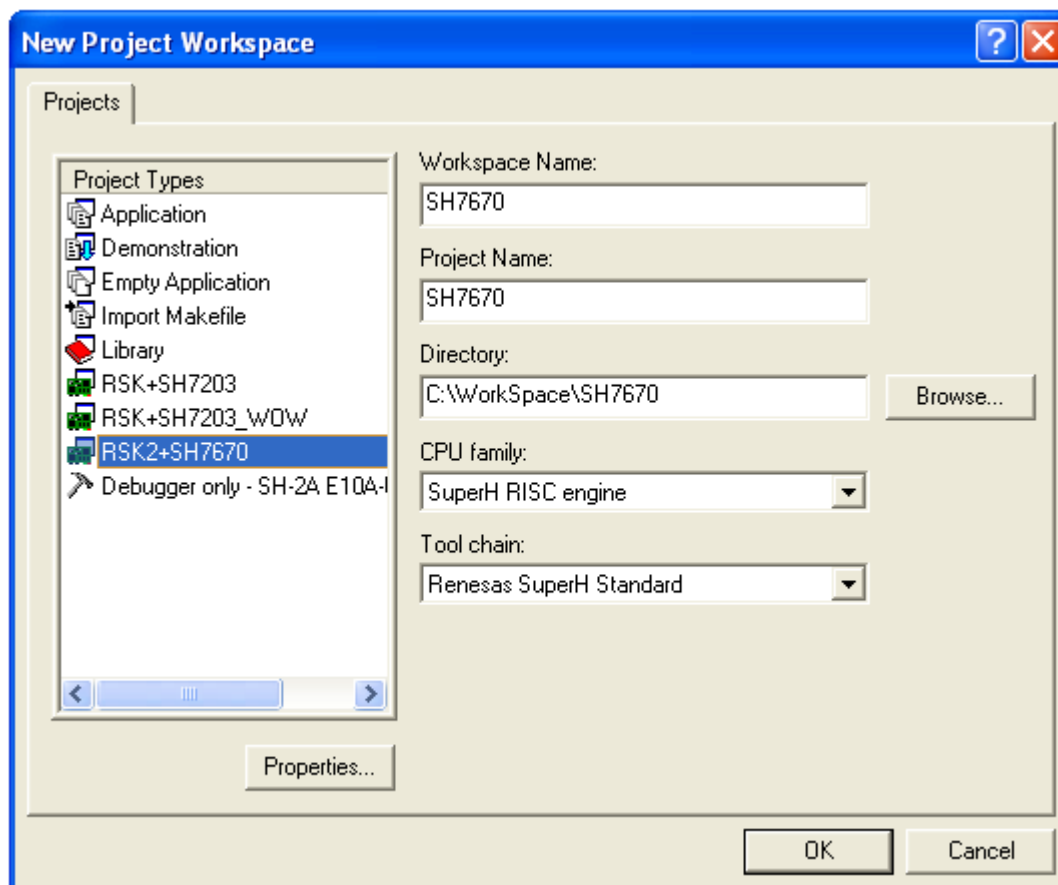 New Project Workspace
Projects
Project Types
Application
Demonstration
Empty Application
Import Makefile
Library
RSK+SH7203
RSK+SH7203_WOW
RSK2+SH7670
Debugger only - SH-2A E10A-
Properties...
Workspace Name:
SH7670
Project Name:
SH7670
Directory:
C:\WorkSpace\SH7670
Browse...
CPU family:
SuperH RISC engine
Tool chain:
Renesas SuperH Standard
OK
Cancel